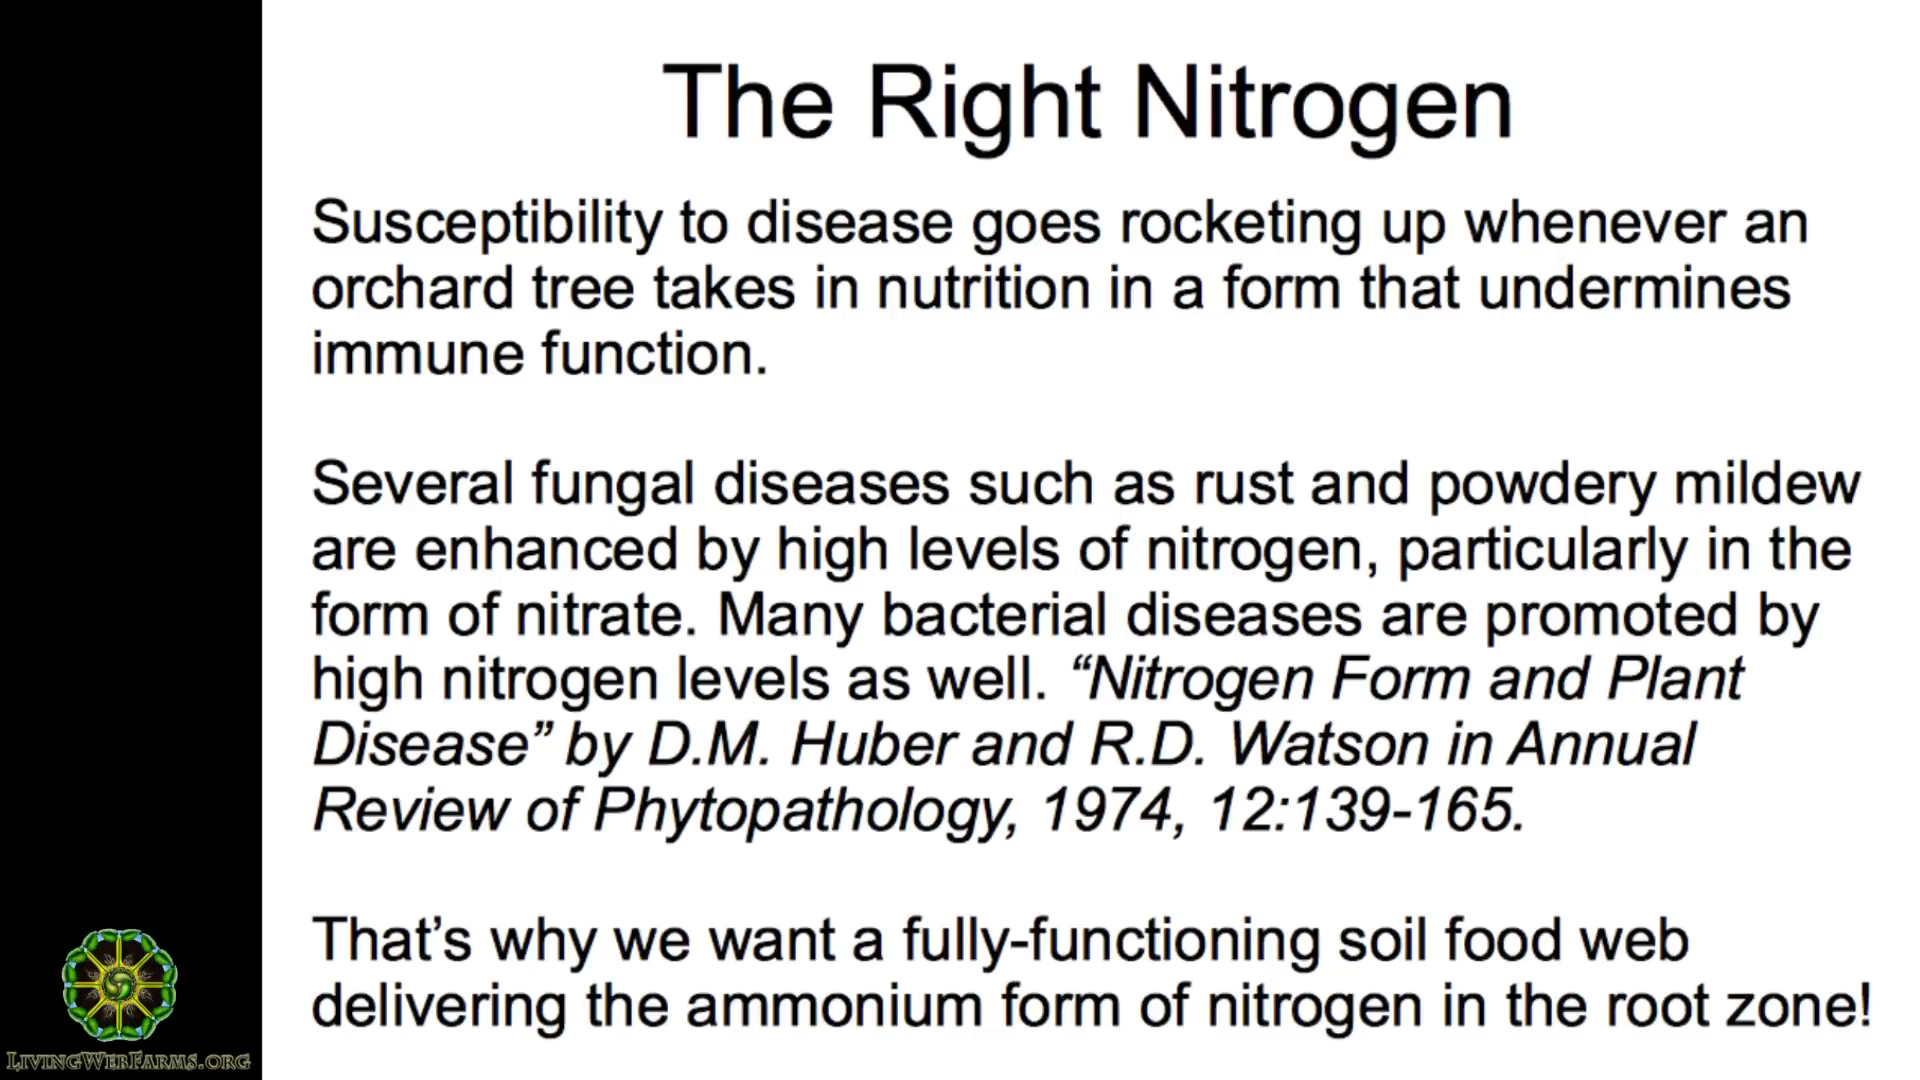 The Right Nitrogen
Susceptibility to disease goes rocketing up whenever an
orchard tree takes in nutrition in a form that undermines
immune function.
Several fungal diseases such as rust and powdery mildew
are enhanced by high levels of nitrogen, particularly in the
form of nitrate. Many bacterial diseases are promoted by
high nitrogen levels as well. “Nitrogen Form and Plant
Disease” by D.M. Huber and R.D. Watson in Annual
Review of Phytopathology, 1974, 12:139-165.
That’s why we want a fully-functioning soil food web
delivering the ammonium form of nitrogen in the root zone!
LivingWebFarms.org